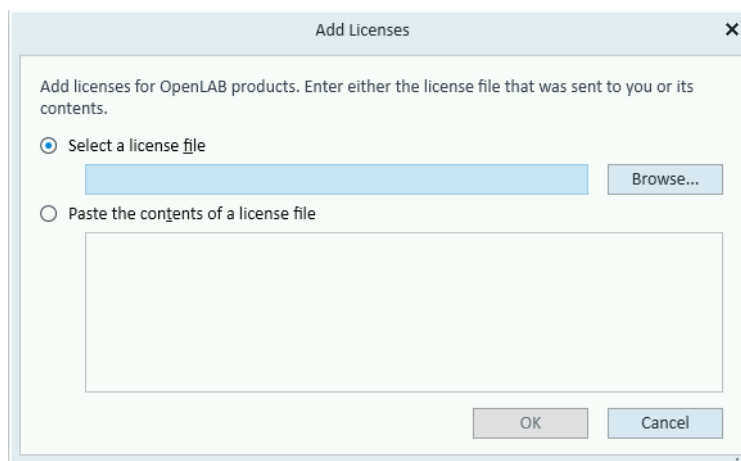 Add Licenses
Add licenses for OpenLAB products. Enter either the license file that was sent to you or its
contents.
Select a license file
Browse...
Paste the contents of a license file
OK
Cancel